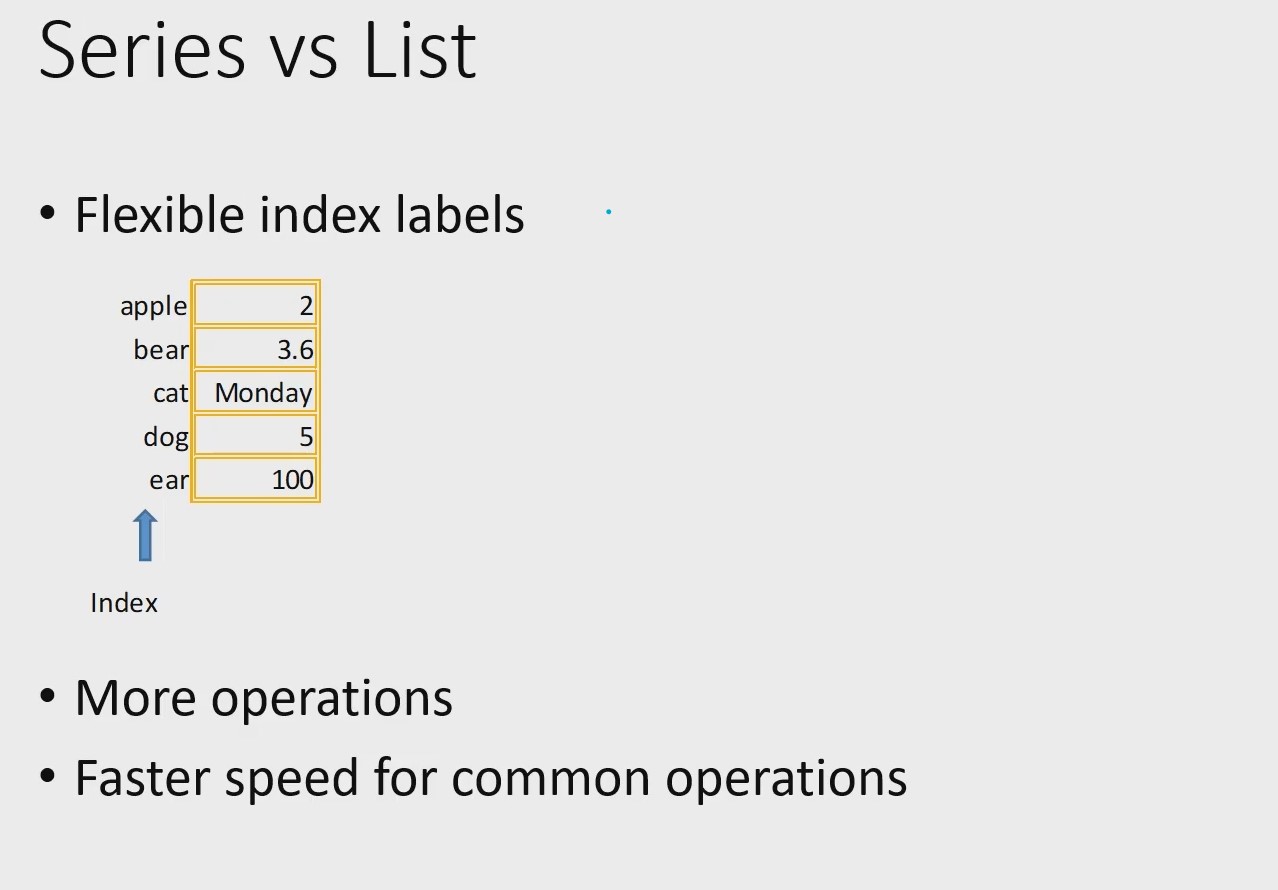 Series vs List
• Flexible index labels
apple 2
bear 3.6
cat Monday
dog 5
ear 100
Index
• More operations
• Faster speed for common operations